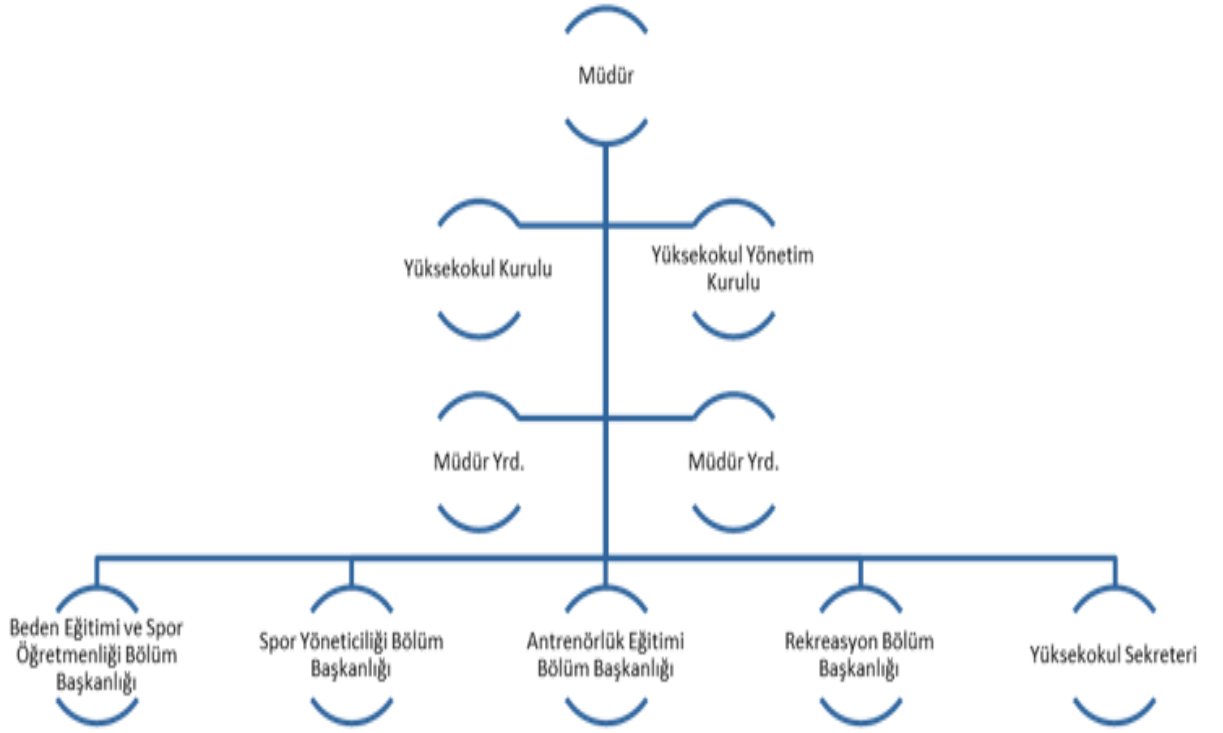 Müdür
Yüksekokul Kurulu
Yüksekokul Yönetim
Kurulu
Müdür Yrd.
Müdür Yrd.
Beden Eğitimi ve Spor
Öğretmenliği Bölüm
Başkanlığı
Spor Yöneticiliği Bölüm
Başkanlığı
Antrenörlük Eğitimi
Bölüm Başkanlığı
Rekreasyon Bölüm
Başkanlığı
Yüksekokul Sekreteri